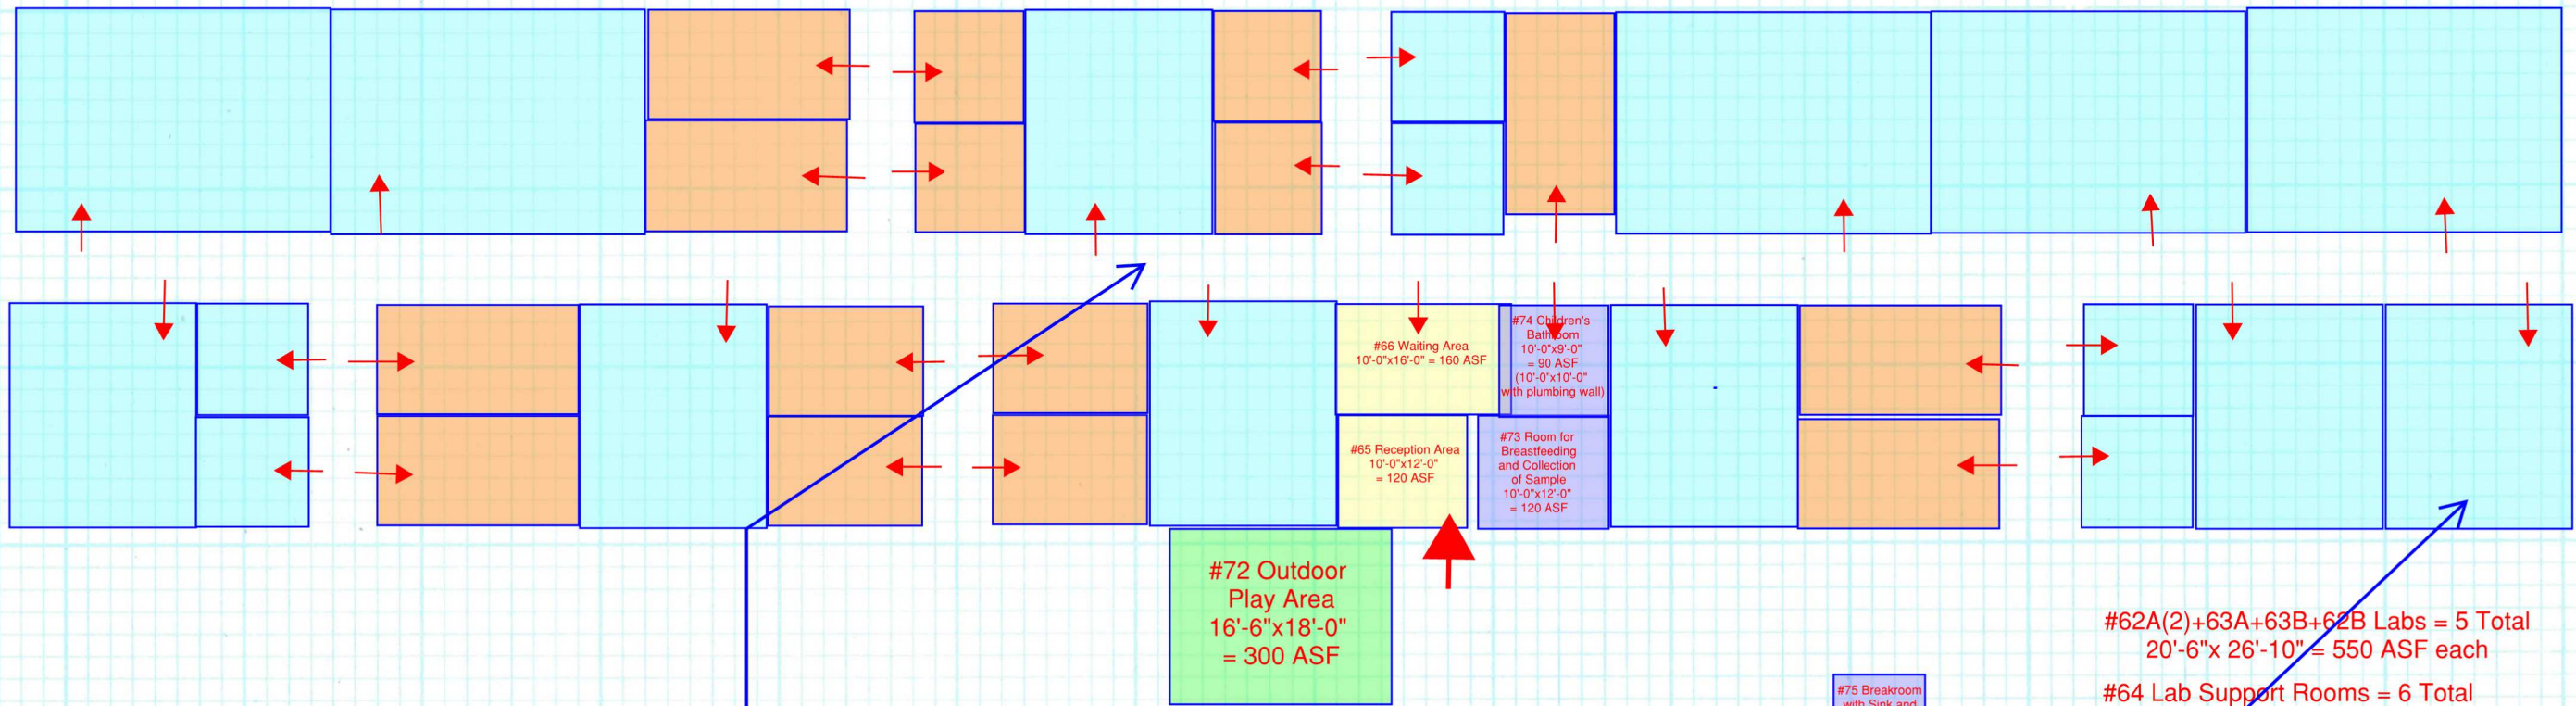 #66 Waiting Area
10'-0"x16'-0" = 160 ASF
#74 Children's
Bathroom
10'-0"x9'-0"
= 90 ASF
(10'-0"x10'-0"
with plumbing wall)
#65 Reception Area
10'-0"x12'-0"
= 120 ASF
#73 Room for
Breastfeeding
and Collection
of Sample
10'-0"x12'-0"
= 120 ASF
#72 Outdoor
Play Area
16'-6"x18'-0"
= 300 ASF
#62A(2)+63A+63B+62B Labs = 5 Total
20'-6"x 26'-10" = 550 ASF each
#64 Lab Support Rooms = 6 Total
#75 Breakroom
with Sink and